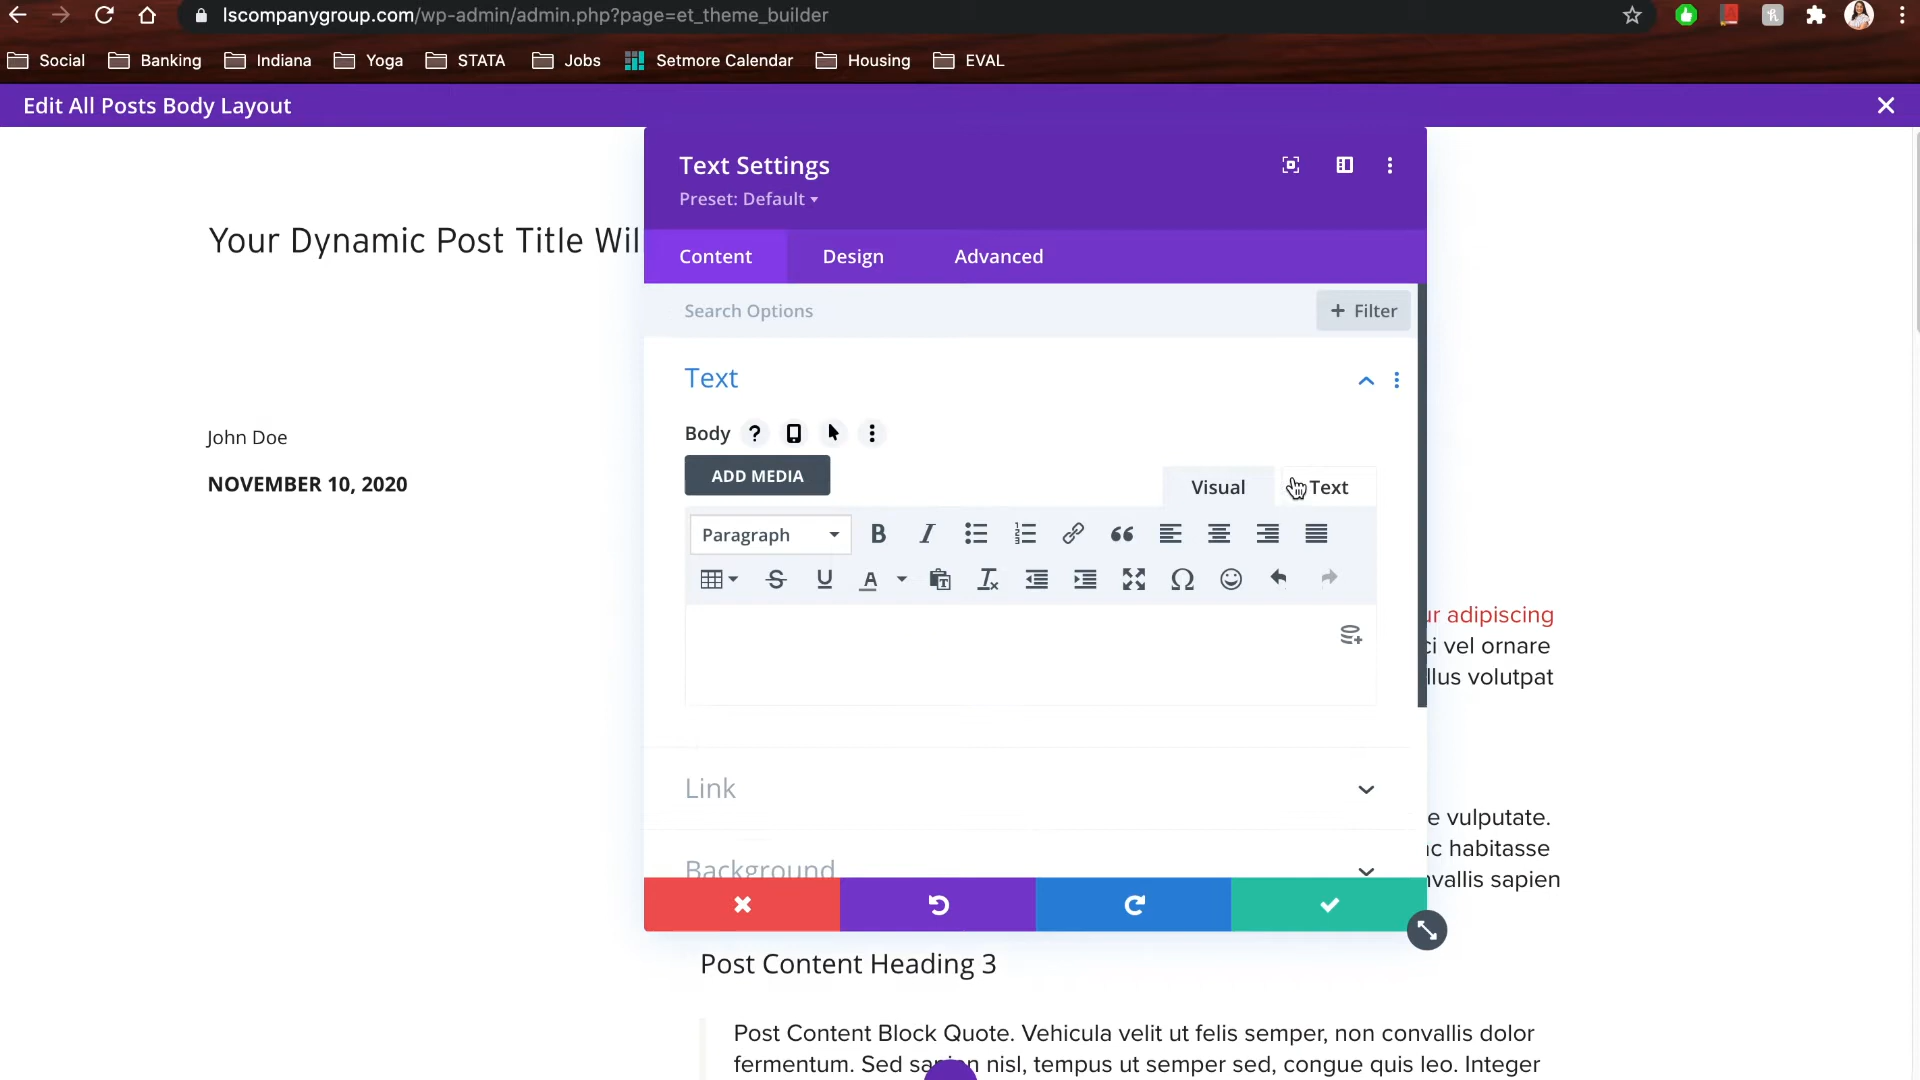 lscompanygroup.com/wp-admin/admin.php?page=et_theme_builder
Social Banking Indiana Yoga STATA Jobs Setmore Calendar Housing EVAL
Edit All Posts Body Layout
Text Settings
Preset: Default
Your Dynamic Post Title Wil
Content Design Advanced
Search Options
+ Filter
Text
Body ?
John Doe
ADD MEDIA
NOVEMBER 10, 2020
Visual Text
Paragraph
ur adipiscing
ci vel ornare
llus volutpat
Link
e vulputate.
Background
ac habitasse
nvallis sapien
Post Content Heading 3
Post Content Block Quote. Vehicula velit ut felis semper, non convallis dolor
fermentum. Sed sapien nisl, tempus ut semper sed, congue quis leo. Integer